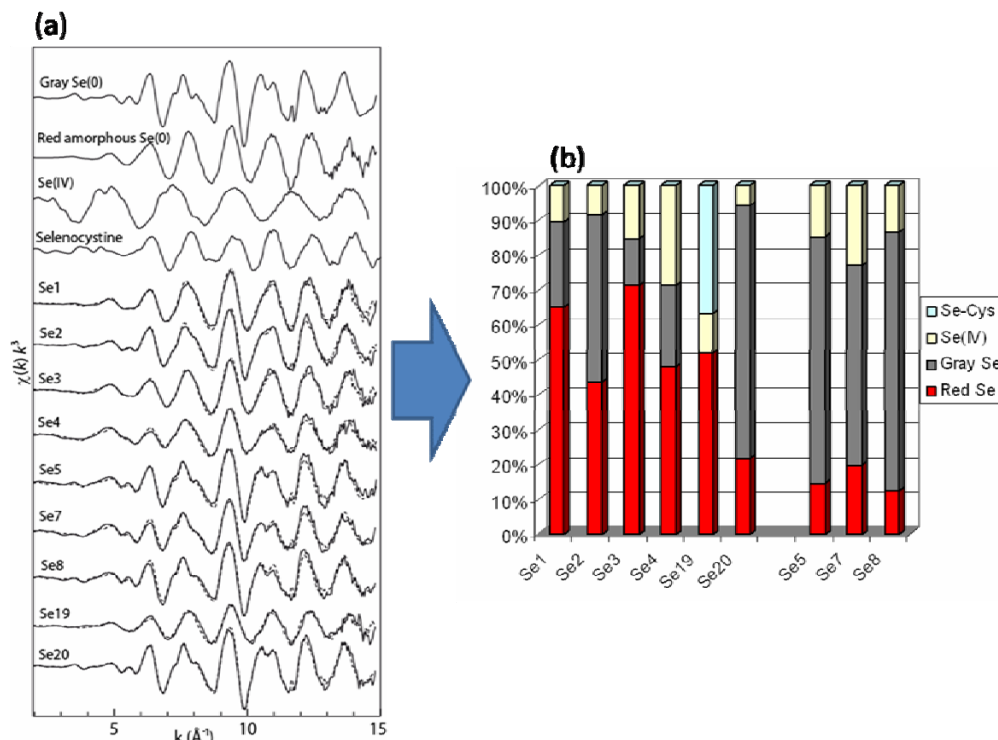 (a)
Gray Se(0)
Red amorphous Se(0)
Se(IV)
Selenocystine
Se1
Se2
Se3
Se4
Se5
Se7
Se8
Se19
Se20
χ(k) k³
5
10
15
k (Å⁻¹)
(b)
100%
90%
80%
70%
60%
50%
40%
30%
20%
10%
0%
Se1
Se2
Se3
Se4
Se19
Se20
Se5
Se7
Se8
Se-Cys
Se(IV)
Gray Se
Red Se